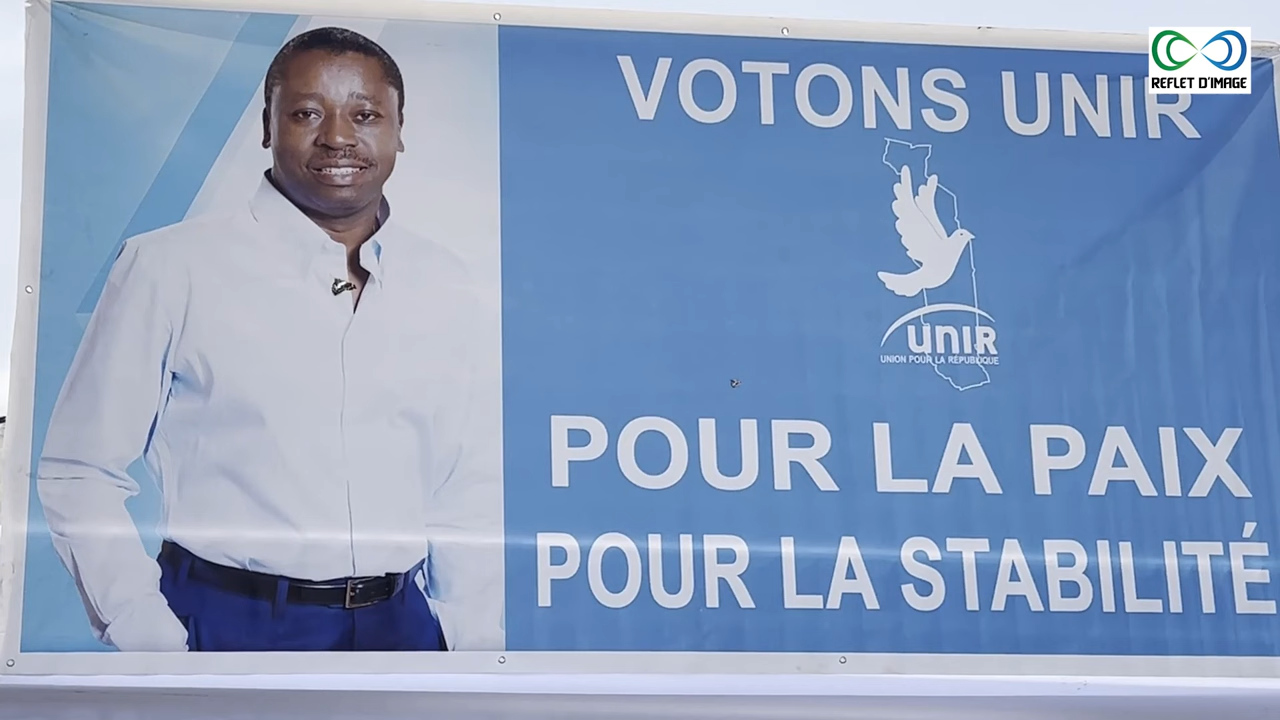 REFLET D'IMAGE
VOTONS UNIR
UNIR
UNION POUR LA RÉPUBLIQUE
POUR LA PAIX
POUR LA STABILITÉ